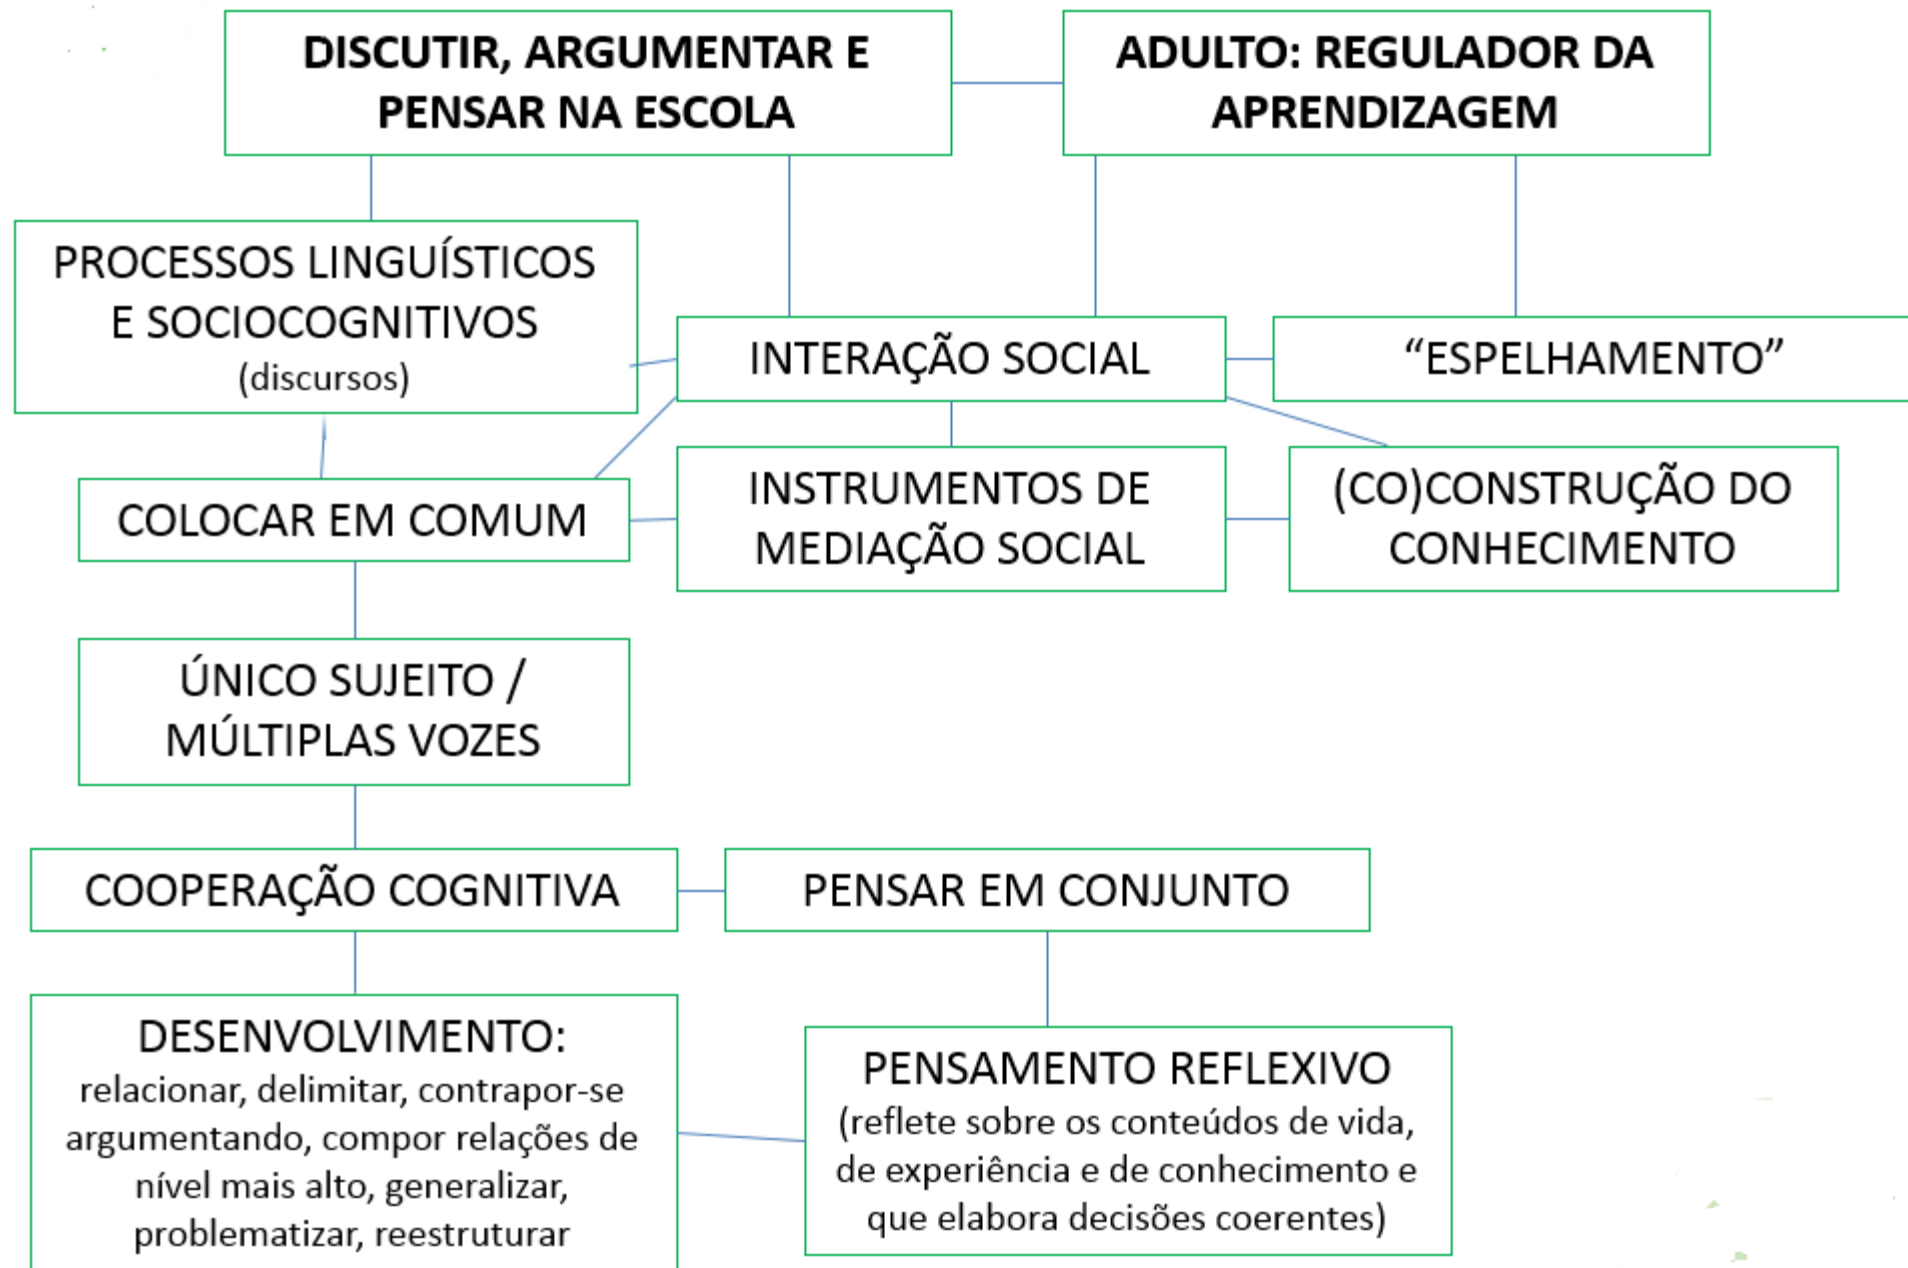 DISCUTIR, ARGUMENTAR E
PENSAR NA ESCOLA
ADULTO: REGULADOR DA
APRENDIZAGEM
PROCESSOS LINGUÍSTICOS
E SOCIOCOGNITIVOS
(discursos)
INTERAÇÃO SOCIAL
“ESPELHAMENTO”
COLOCAR EM COMUM
INSTRUMENTOS DE
MEDIAÇÃO SOCIAL
(CO)CONSTRUÇÃO DO
CONHECIMENTO
ÚNICO SUJEITO /
MÚLTIPLAS VOZES
COOPERAÇÃO COGNITIVA
PENSAR EM CONJUNTO
DESENVOLVIMENTO:
relacionar, delimitar, contrapor-se
argumentando, compor relações de
nível mais alto, generalizar,
problematizar, reestruturar
PENSAMENTO REFLEXIVO
(reflete sobre os conteúdos de vida,
de experiência e de conhecimento e
que elabora decisões coerentes)